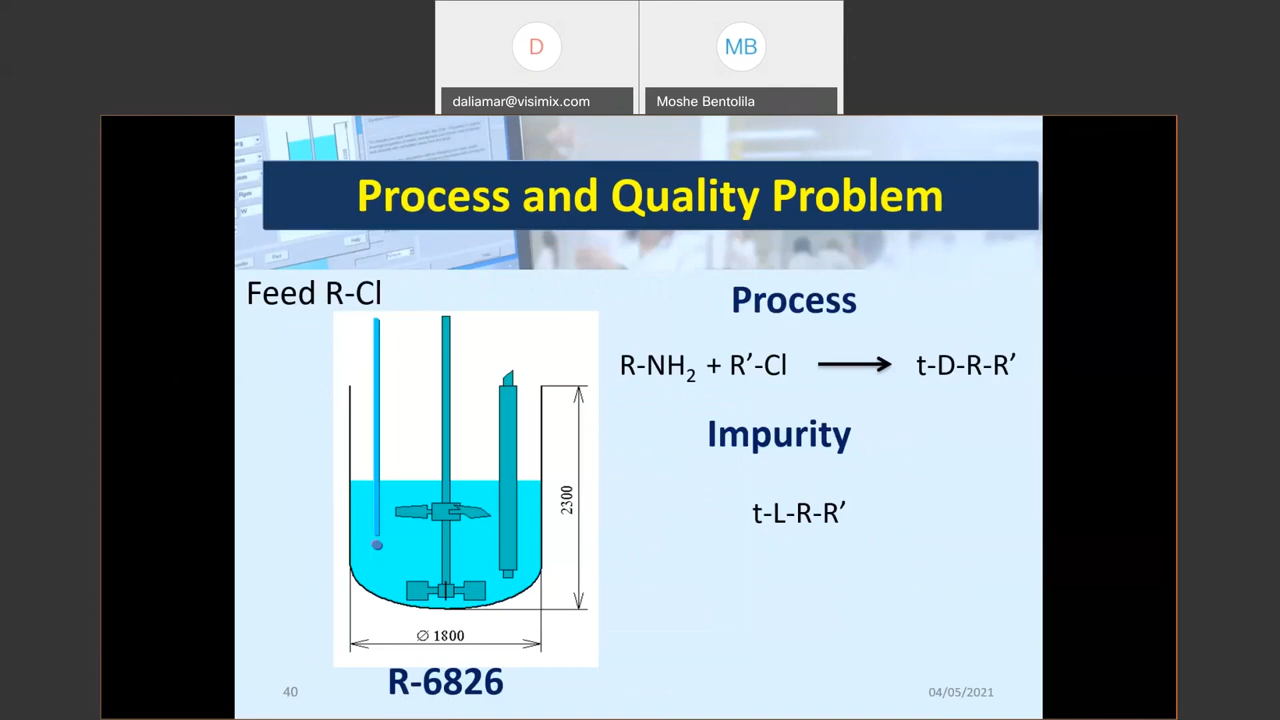 D
MB
daliamar@visimix.com
Moshe Bentolila
Process and Quality Problem
Feed R-Cl
Process
R-NH₂ + R’-Cl ⟶ t-D-R-R’
Impurity
t-L-R-R’
2300
∅ 1800
R-6826
40
04/05/2021